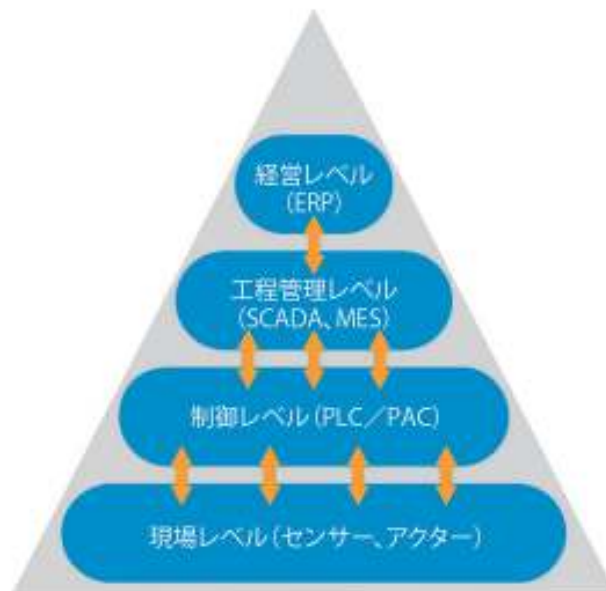 経営レベル
(ERP)
工程管理レベル
(SCADA、MES)
制御レベル(PLC／PAC)
現場レベル(センサー、アクター)